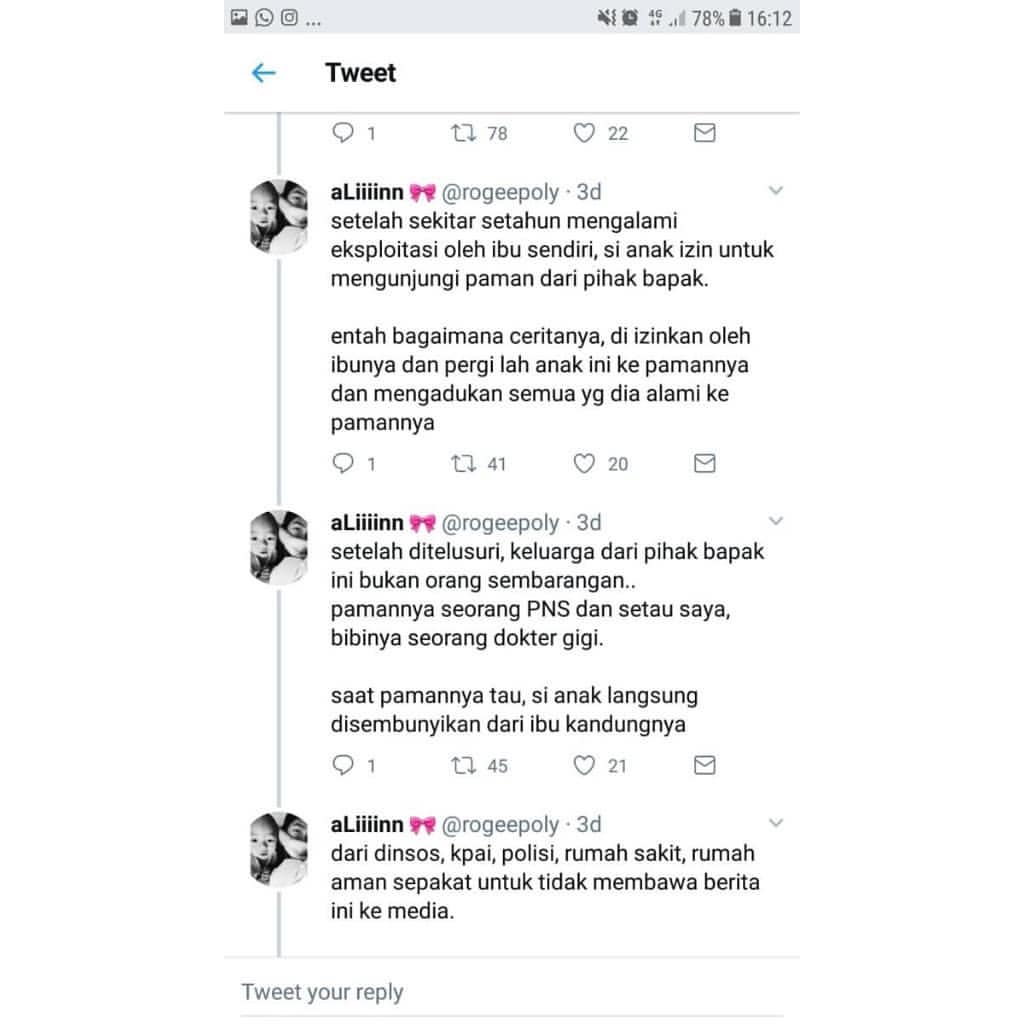 ... 4G 78% 16:12
Tweet
1 78 22
aLiiiinn 🎀 @rogeepoly · 3d
setelah sekitar setahun mengalami
eksploitasi oleh ibu sendiri, si anak izin untuk
mengunjungi paman dari pihak bapak.
entah bagaimana ceritanya, di izinkan oleh
ibunya dan pergi lah anak ini ke pamannya
dan mengadukan semua yg dia alami ke
pamannya
1 41 20
aLiiiinn 🎀 @rogeepoly · 3d
setelah ditelusuri, keluarga dari pihak bapak
ini bukan orang sembarangan..
pamannya seorang PNS dan setau saya,
bibinya seorang dokter gigi.
saat pamannya tau, si anak langsung
disembunyikan dari ibu kandungnya
1 45 21
aLiiiinn 🎀 @rogeepoly · 3d
dari dinsos, kpai, polisi, rumah sakit, rumah
aman sepakat untuk tidak membawa berita
ini ke media.
Tweet your reply